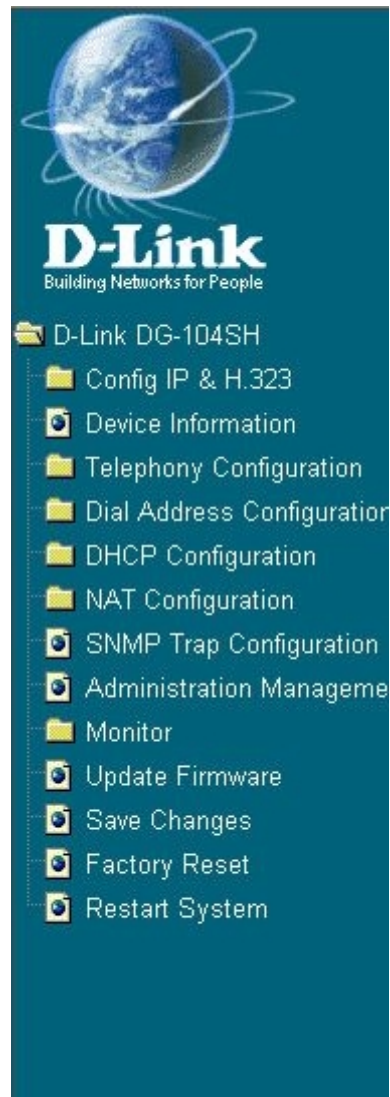 D-Link
Building Networks for People
D-Link DG-104SH
Config IP & H.323
Device Information
Telephony Configuration
Dial Address Configuration
DHCP Configuration
NAT Configuration
SNMP Trap Configuration
Administration Manageme
Monitor
Update Firmware
Save Changes
Factory Reset
Restart System